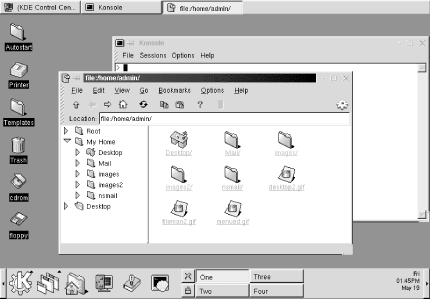 (KDE Control Cen...
Konsole
file:/home/admin/
Autostart
Printer
Templates
Trash
cdrom
floppy
Konsole
File Sessions Options Help
file:/home/admin/
File Edit View Go Bookmarks Options Help
Location: file:/home/admin/
Root
My Home
Desktop
Mail
images
images2
nsmail
Desktop
Desktop/
Mail/
images/
images2/
nsmail/
desktop2.gif
fileman2.gif
menued.gif
One
Three
Two
Four
Fri
01:45PM
May 19